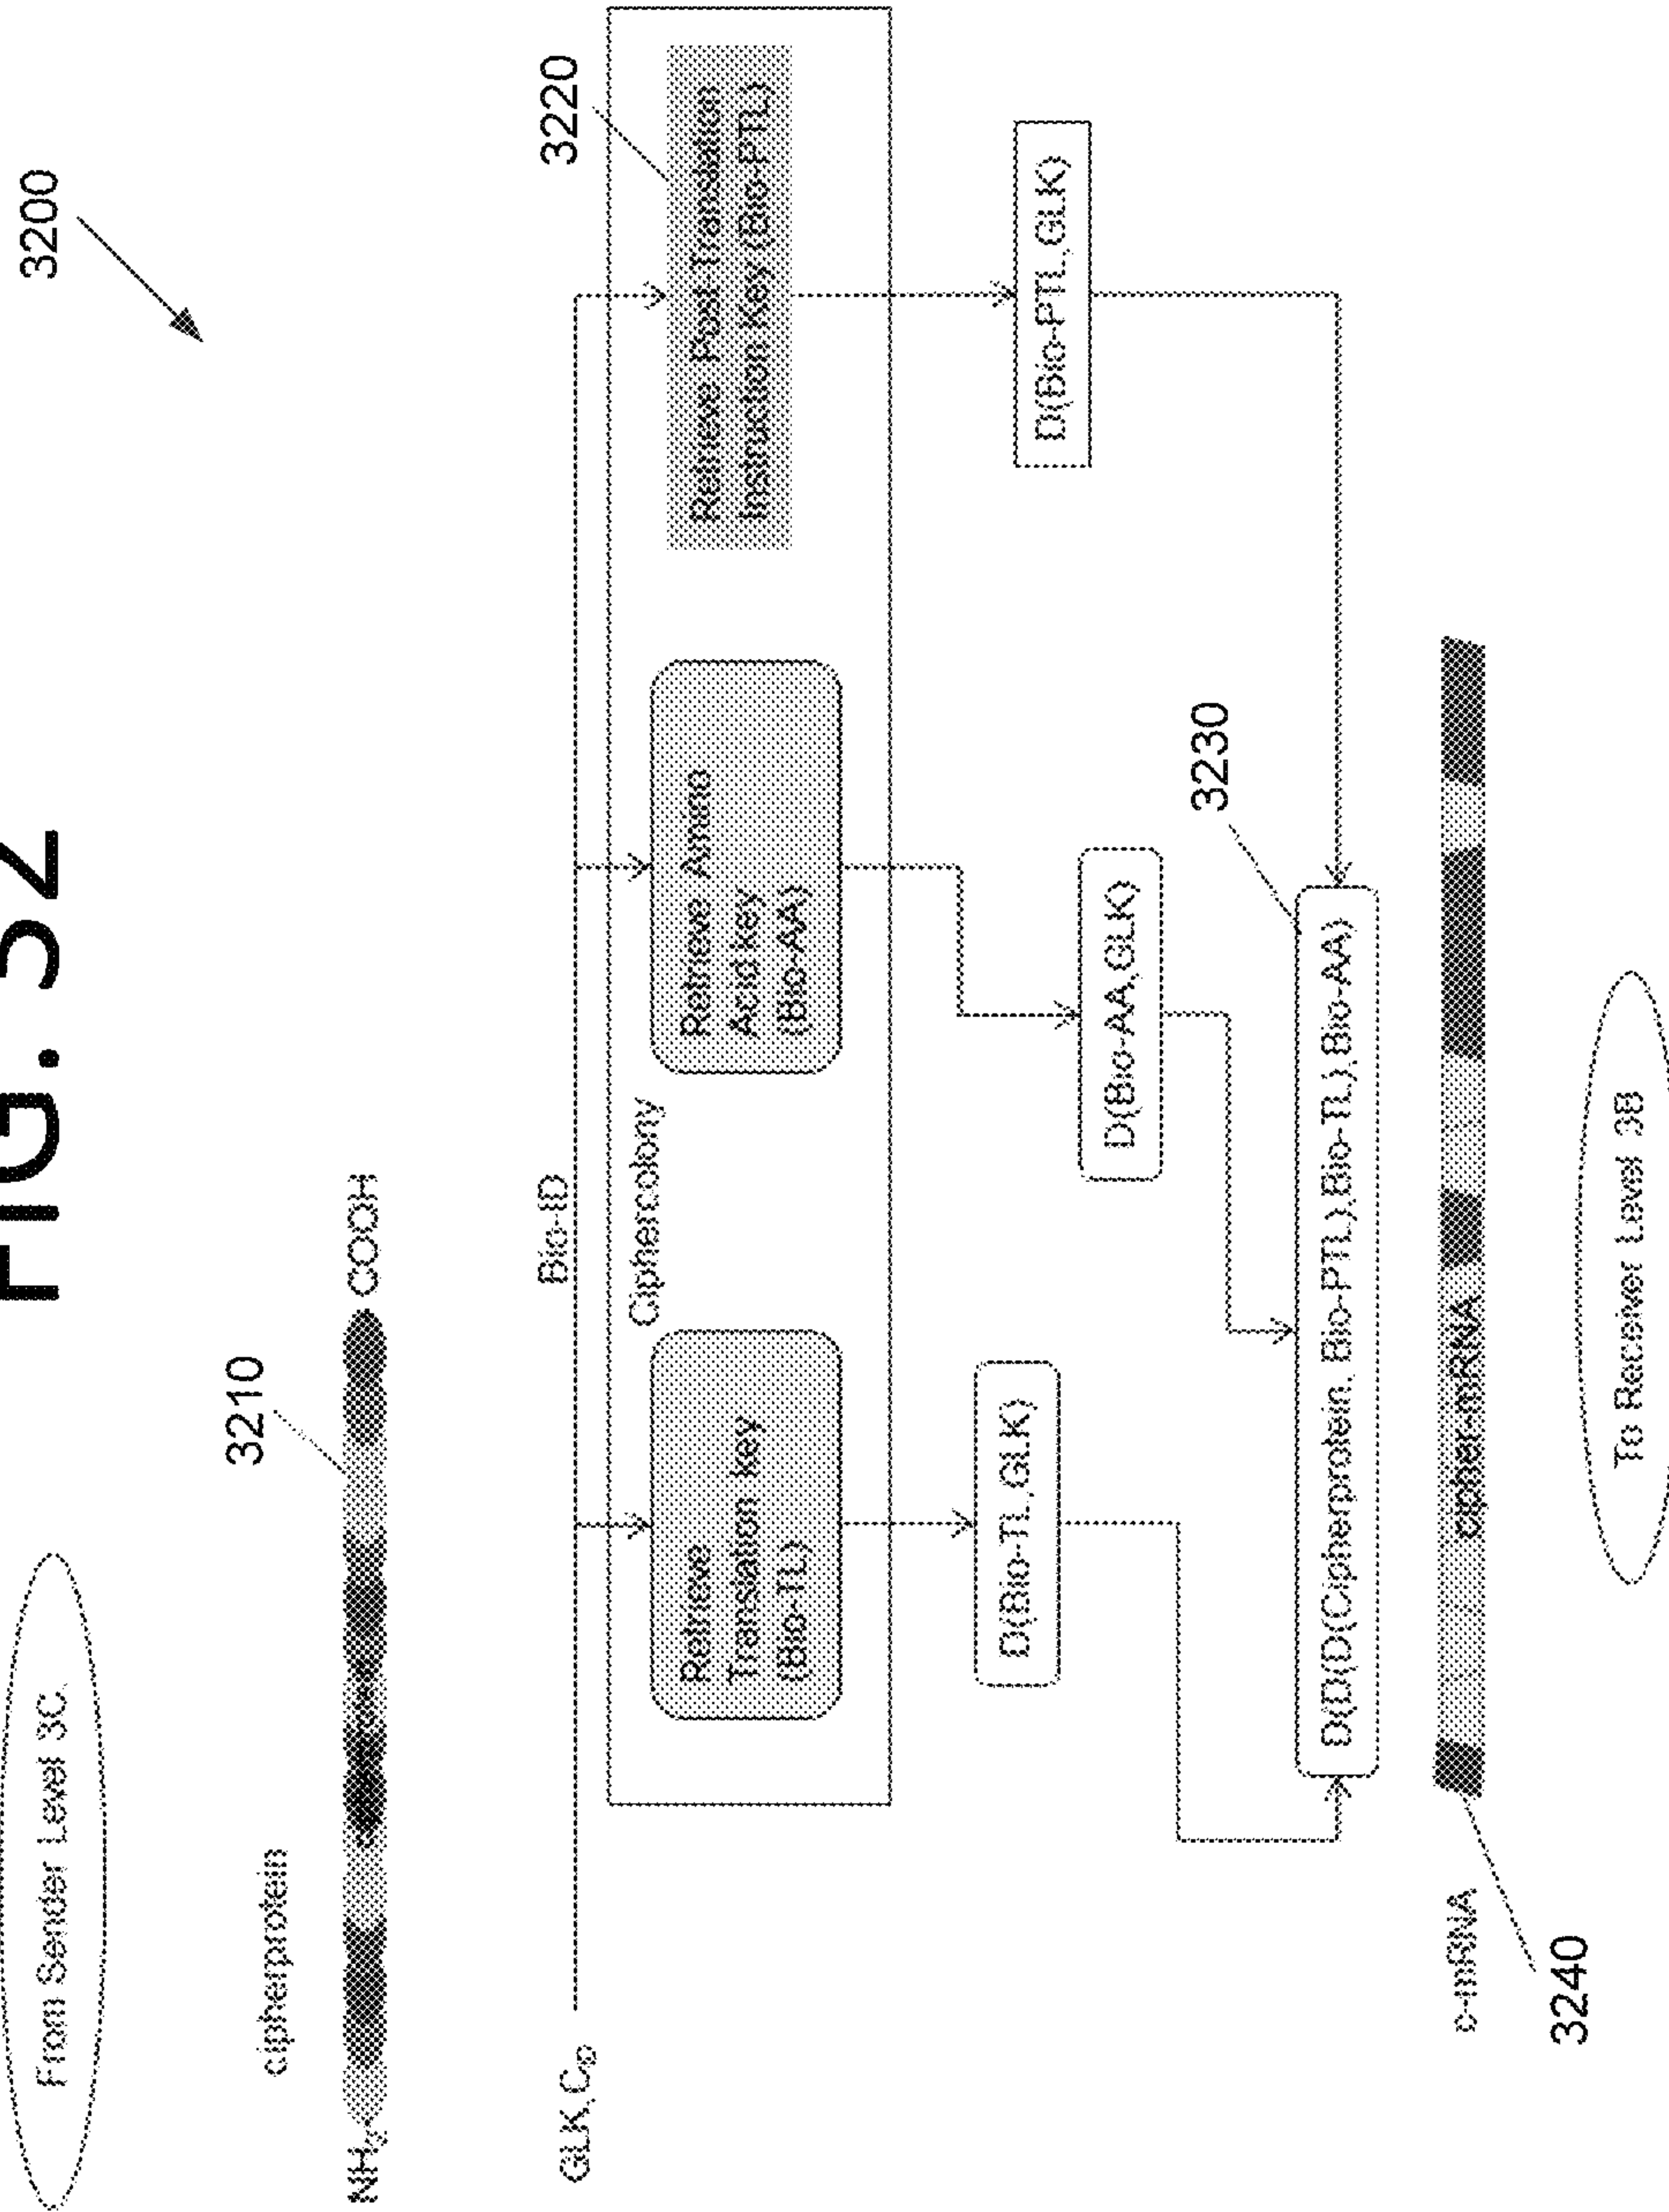 FIG. 32
3200
From Sender Level 3C.
cipherprotein
3210
NH₂
COOH
GLK, C_ID
Bio-ID
3220
Ciphercolony
Retrieve
Translation key
(Bio-TL)
Retrieve Amino
Acid key
(Bio-AA)
Retrieve Post-Translation
Instruction Key (Bio-PTL)
D(Bio-TL,GLK)
D(Bio-AA,GLK)
D(Bio-PTL,GLK)
3230
D(D(D(Cipherprotein, Bio-PTL),Bio-TL),Bio-AA)
c-mRNA
cipher-mRNA
3240
To Receiver Level 3B